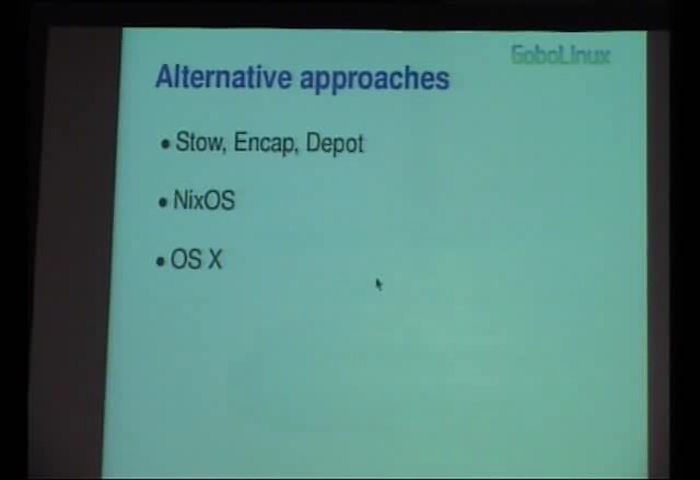 GoboLinux
Alternative approaches
• Stow, Encap, Depot
• NixOS
• OS X